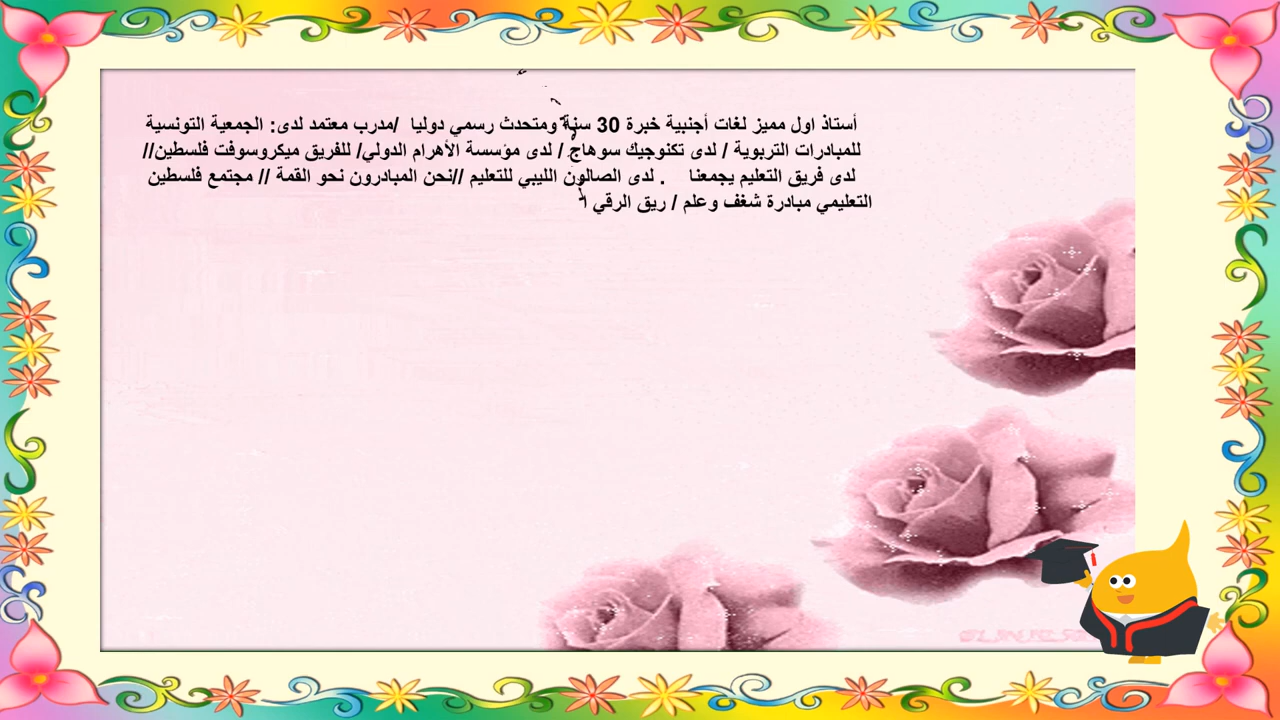 أستاذ اول مميز لغات أجنبية خبرة 30 سنة ومتحدث رسمي دوليا /مدرب معتمد لدى: الجمعية التونسية
للمبادرات التربوية / لدى تكنوجيك سوهاج / لدى مؤسسة الأهرام الدولي/ للفريق ميكروسوفت فلسطين//
لدى فريق التعليم يجمعنا . لدى الصالون الليبي للتعليم //نحن المبادرون نحو القمة // مجتمع فلسطين
التعليمي مبادرة شغف وعلم / ريق الرقي ا